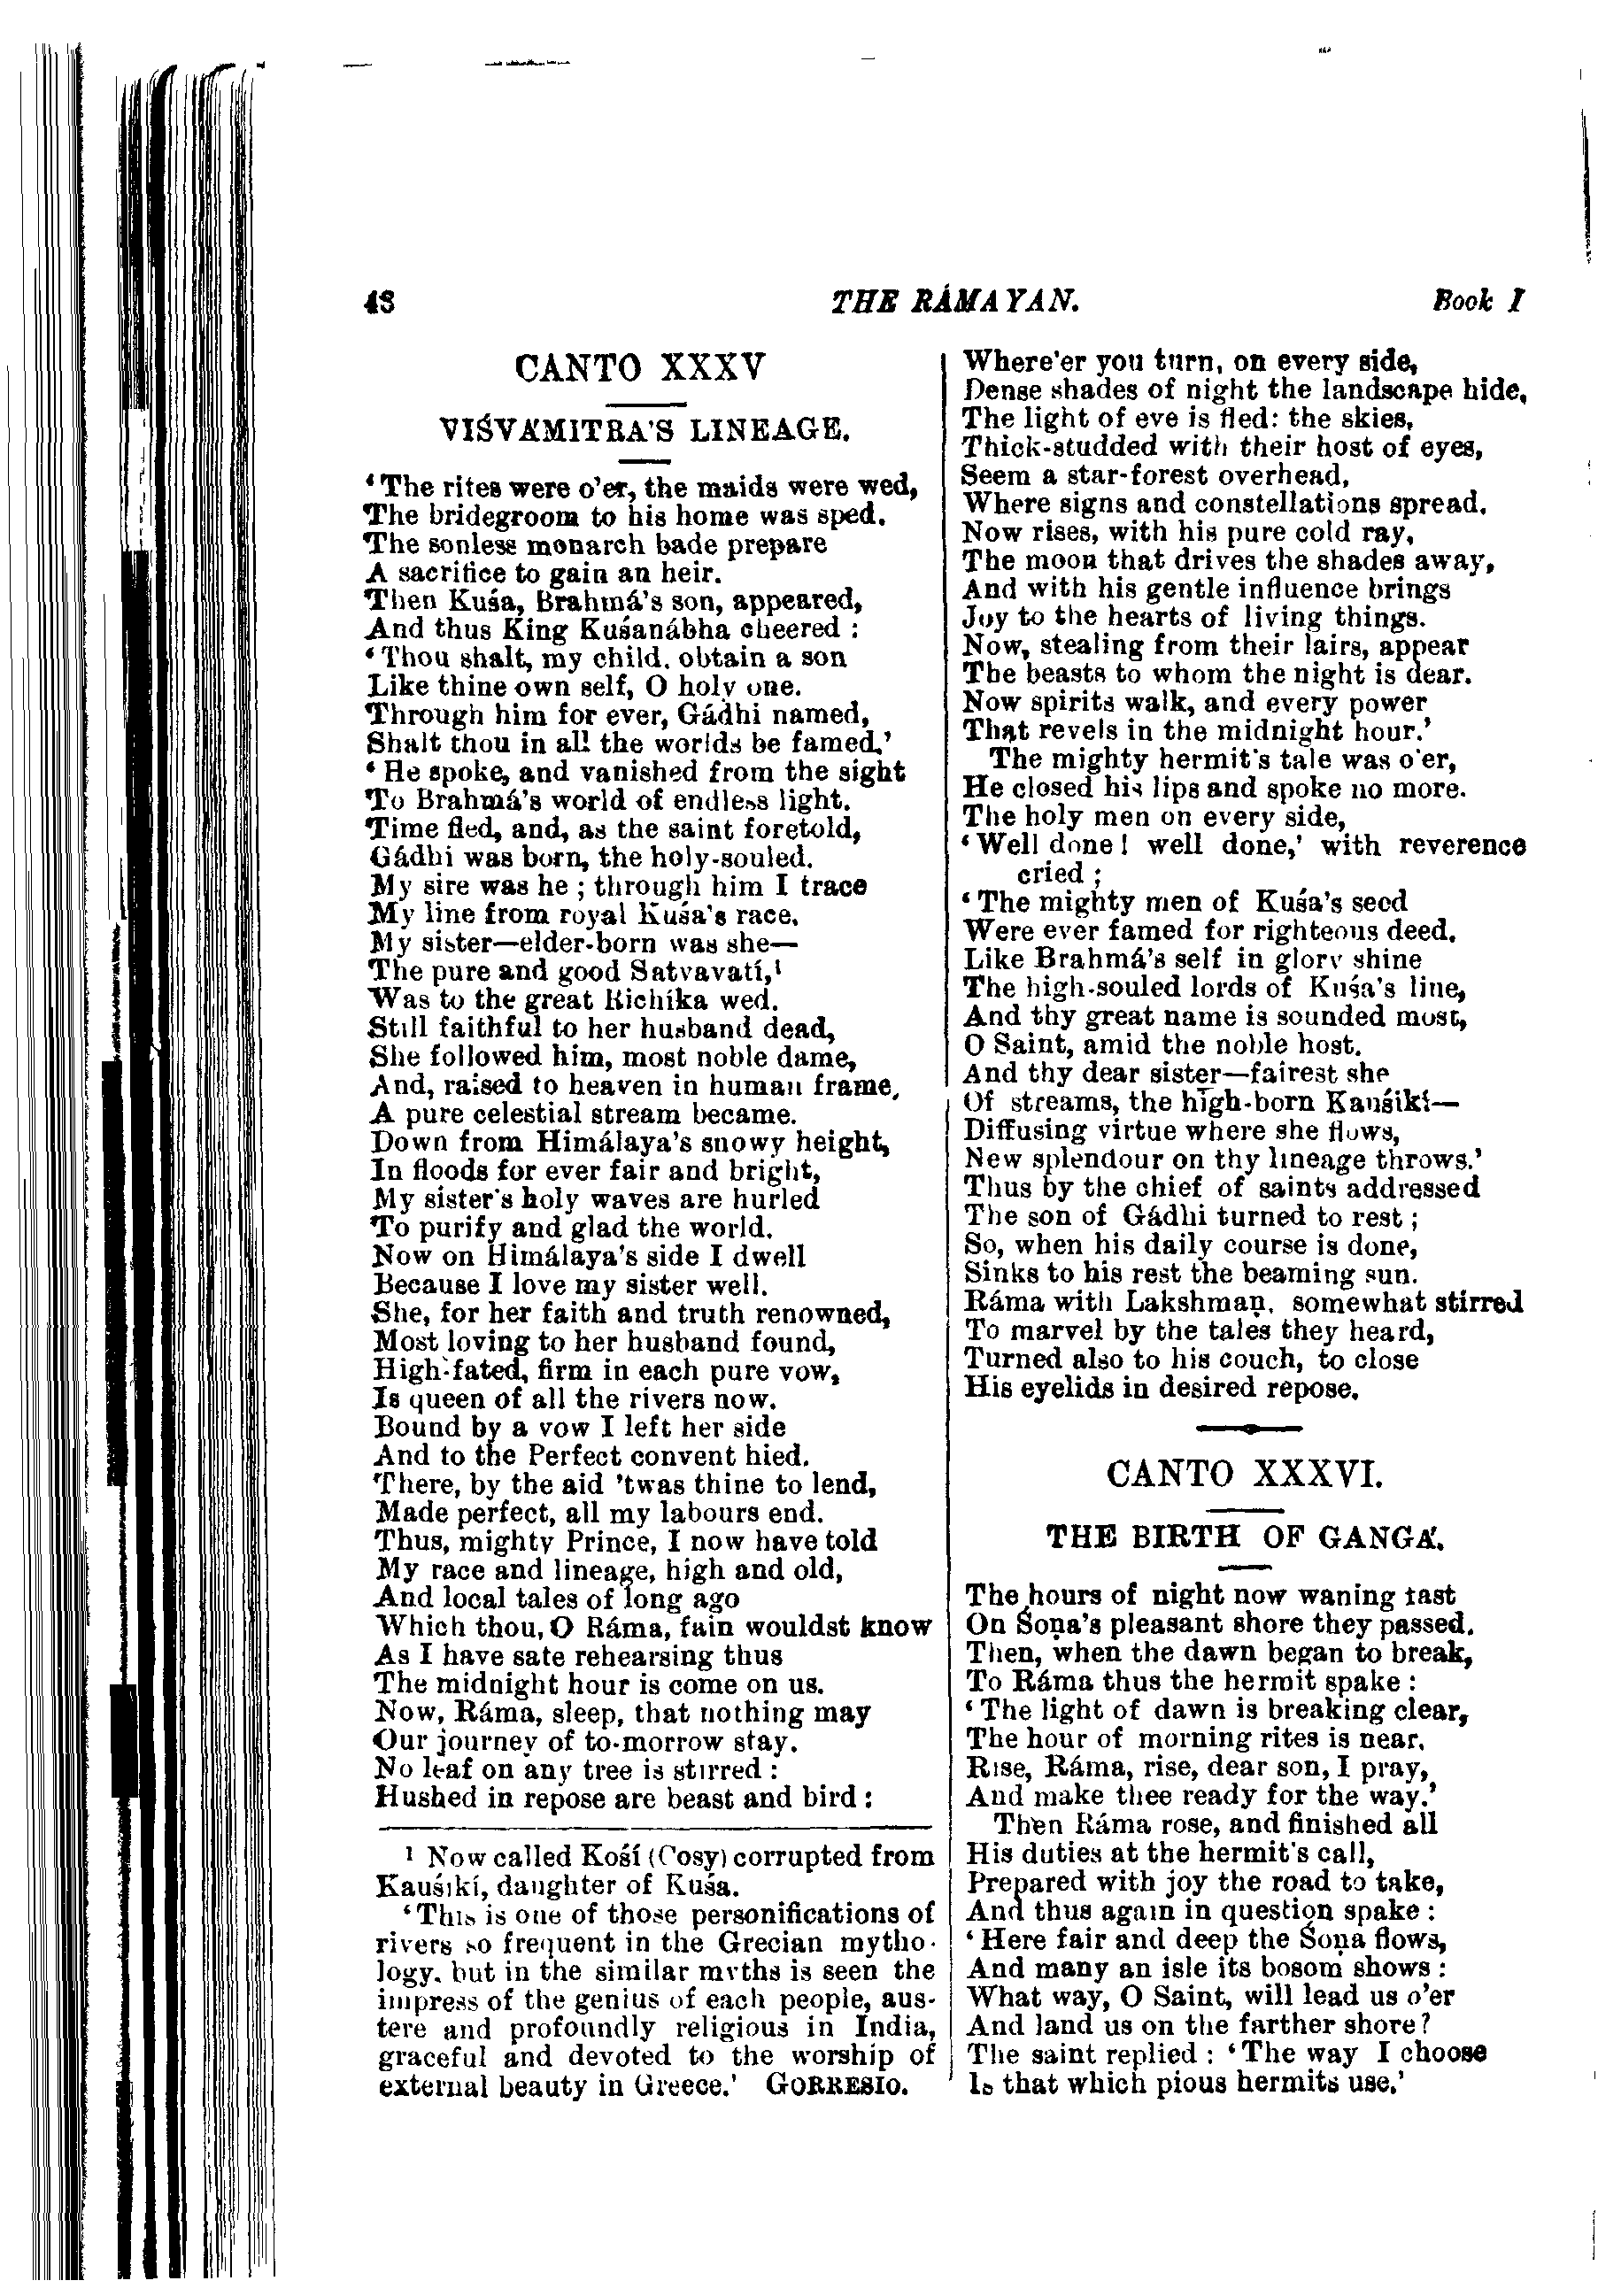 48
THE RÁMAYAN.
Book I
CANTO XXXV
VIŚVÁMITRA'S LINEAGE.
'The rites were o'er, the maids were wed,
The bridegroom to his home was sped.
The sonless monarch bade prepare
A sacrifice to gain an heir.
Then Kuśa, Brahmá's son, appeared,
And thus King Kuśanábha cheered :
'Thou shalt, my child, obtain a son
Like thine own self, O holy one.
Through him for ever, Gádhi named,
Shalt thou in all the worlds be famed.'
'He spoke, and vanished from the sight
To Brahmá's world of endless light.
Time fled, and, as the saint foretold,
Gádhi was born, the holy-souled.
My sire was he ; through him I trace
My line from royal Kuśa's race.
My sister—elder-born was she—
The pure and good Satvavatí,¹
Was to the great Richíka wed.
Still faithful to her husband dead,
She followed him, most noble dame,
And, raised to heaven in human frame,
A pure celestial stream became.
Down from Himálaya's snowy height,
In floods for ever fair and bright,
My sister's holy waves are hurled
To purify and glad the world.
Now on Himálaya's side I dwell
Because I love my sister well.
She, for her faith and truth renowned,
Most loving to her husband found,
High-fated, firm in each pure vow,
Is queen of all the rivers now.
Bound by a vow I left her side
And to the Perfect convent hied.
There, by the aid 'twas thine to lend,
Made perfect, all my labours end.
Thus, mighty Prince, I now have told
My race and lineage, high and old,
And local tales of long ago
Which thou, O Ráma, fain wouldst know
As I have sate rehearsing thus
The midnight hour is come on us.
Now, Ráma, sleep, that nothing may
Our journey of to-morrow stay.
No leaf on any tree is stirred :
Hushed in repose are beast and bird :
¹ Now called Kośí (Cosy) corrupted from
Kauśikí, daughter of Kuśa.
'This is one of those personifications of
rivers so frequent in the Grecian mytho-
logy, but in the similar myths is seen the
impress of the genius of each people, aus-
tere and profoundly religious in India,
graceful and devoted to the worship of
external beauty in Greece.' GORRESIO.
Where'er you turn, on every side,
Dense shades of night the landscape hide,
The light of eve is fled: the skies,
Thick-studded with their host of eyes,
Seem a star-forest overhead,
Where signs and constellations spread.
Now rises, with his pure cold ray,
The moon that drives the shades away,
And with his gentle influence brings
Joy to the hearts of living things.
Now, stealing from their lairs, appear
The beasts to whom the night is dear.
Now spirits walk, and every power
That revels in the midnight hour.'
The mighty hermit's tale was o'er,
He closed his lips and spoke no more.
The holy men on every side,
'Well done! well done,' with reverence
cried ;
'The mighty men of Kuśa's seed
Were ever famed for righteous deed.
Like Brahmá's self in glory shine
The high-souled lords of Kuśa's line,
And thy great name is sounded most,
O Saint, amid the noble host.
And thy dear sister—fairest she
Of streams, the high-born Kauśikí—
Diffusing virtue where she flows,
New splendour on thy lineage throws.'
Thus by the chief of saints addressed
The son of Gádhi turned to rest ;
So, when his daily course is done,
Sinks to his rest the beaming sun.
Ráma with Lakshmaṇ, somewhat stirred
To marvel by the tales they heard,
Turned also to his couch, to close
His eyelids in desired repose.
CANTO XXXVI.
THE BIRTH OF GANGÁ.
The hours of night now waning fast
On Śoṇa's pleasant shore they passed.
Then, when the dawn began to break,
To Ráma thus the hermit spake :
'The light of dawn is breaking clear,
The hour of morning rites is near.
Rise, Ráma, rise, dear son, I pray,
And make thee ready for the way.'
Then Ráma rose, and finished all
His duties at the hermit's call,
Prepared with joy the road to take,
And thus again in question spake :
'Here fair and deep the Śoṇa flows,
And many an isle its bosom shows :
What way, O Saint, will lead us o'er
And land us on the farther shore?
The saint replied : 'The way I choose
Is that which pious hermits use.'